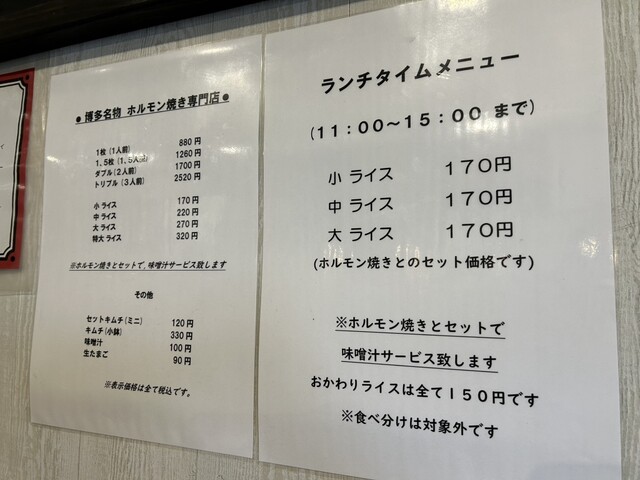 ●博多名物 ホルモン焼き専門店●
1枚(1人前) 880円
1、5枚(1、5人前) 1260円
ダブル(2人前) 1700円
トリプル(3人前) 2520円
小 ライス 170円
中 ライス 220円
大 ライス 270円
特大 ライス 320円
※ホルモン焼きとセットで、味噌汁サービス致します
その他
セットキムチ(ミニ) 120円
キムチ(小鉢) 330円
味噌汁 100円
生たまご 90円
※表示価格は全て税込です。
ランチタイムメニュー
(11:00~15:00 まで)
小 ライス 170円
中 ライス 170円
大 ライス 170円
(ホルモン焼きとのセット価格です)
※ホルモン焼きとセットで
味噌汁サービス致します
おかわりライスは全て150円です
※食べ分けは対象外です